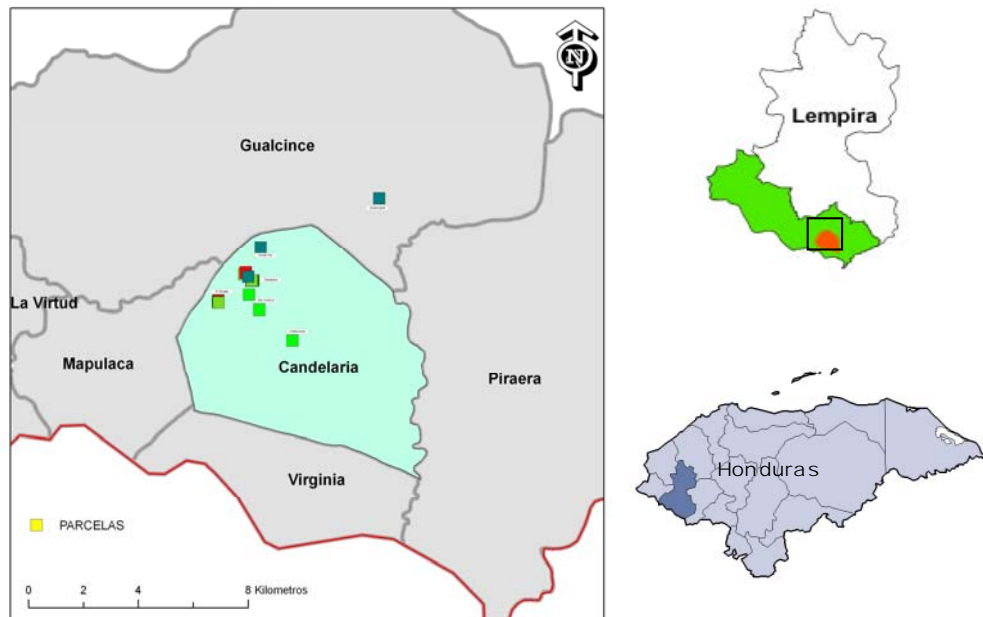 N
Lempira
Gualcince
La Virtud
Mapulaca
Candelaria
Piraera
Virginia
Honduras
PARCELAS
0 2 4 8 Kilometros